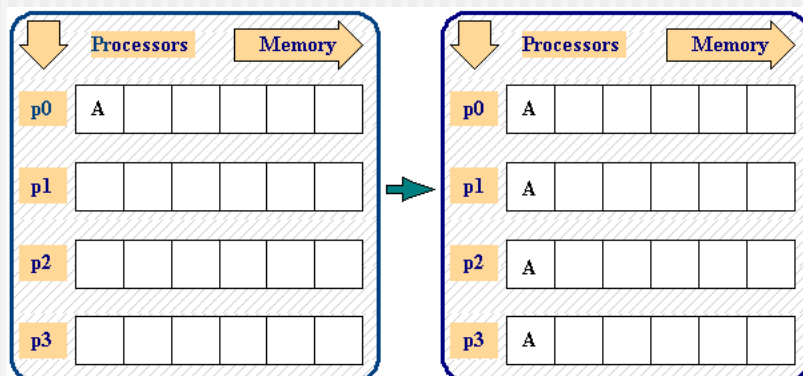 Processors Memory
p0 A
p1
p2
p3
Processors Memory
p0 A
p1 A
p2 A
p3 A